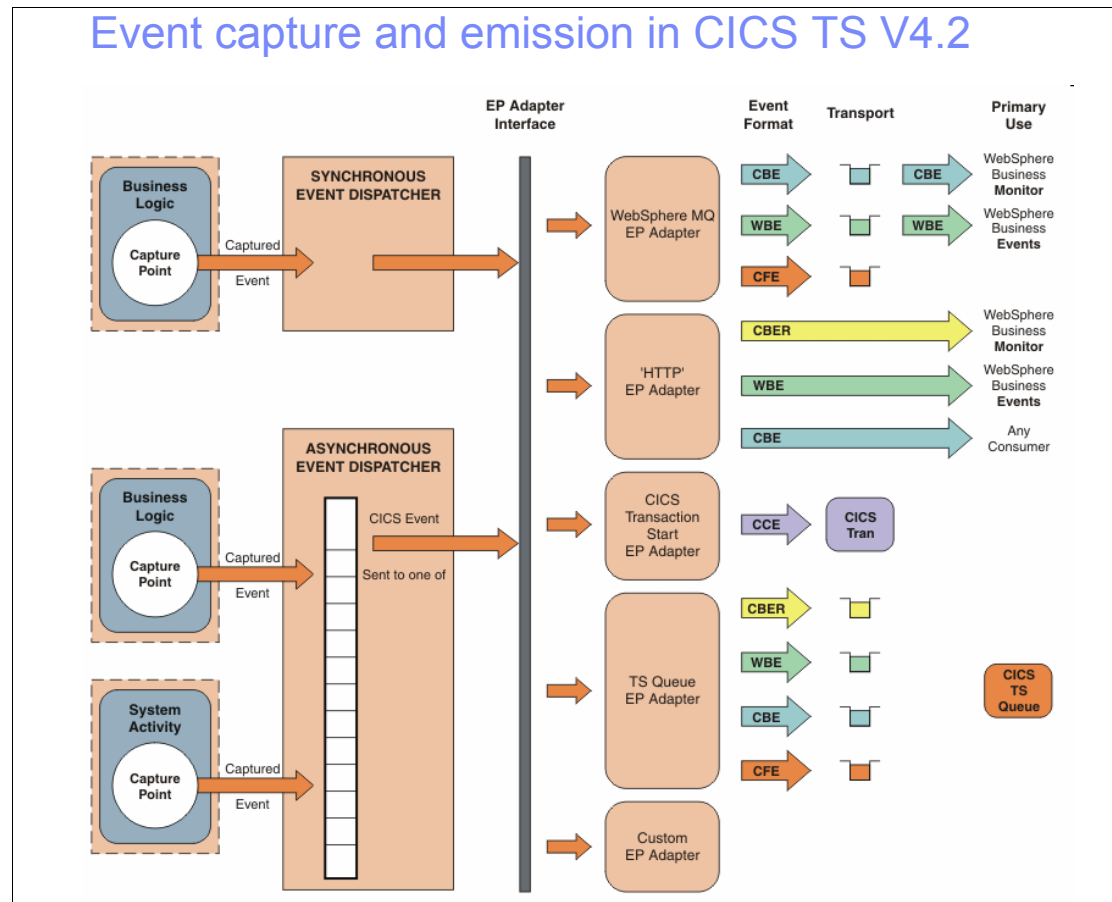 Event capture and emission in CICS TS V4.2
EP Adapter
Interface
Event
Format
Transport
Primary
Use
Business
Logic
Capture
Point
Captured
Event
SYNCHRONOUS
EVENT DISPATCHER
WebSphere MQ
EP Adapter
CBE
CBE
WebSphere
Business
Monitor
WBE
WBE
WebSphere
Business
Events
CFE
'HTTP'
EP Adapter
CBER
WebSphere
Business
Monitor
WBE
WebSphere
Business
Events
CBE
Any
Consumer
Business
Logic
Capture
Point
Captured
Event
ASYNCHRONOUS
EVENT DISPATCHER
CICS Event
Sent to one of
CICS
Transaction
Start
EP Adapter
CCE
CICS
Tran
System
Activity
Capture
Point
Captured
Event
TS Queue
EP Adapter
CBER
WBE
CBE
CFE
CICS
TS
Queue
Custom
EP Adapter